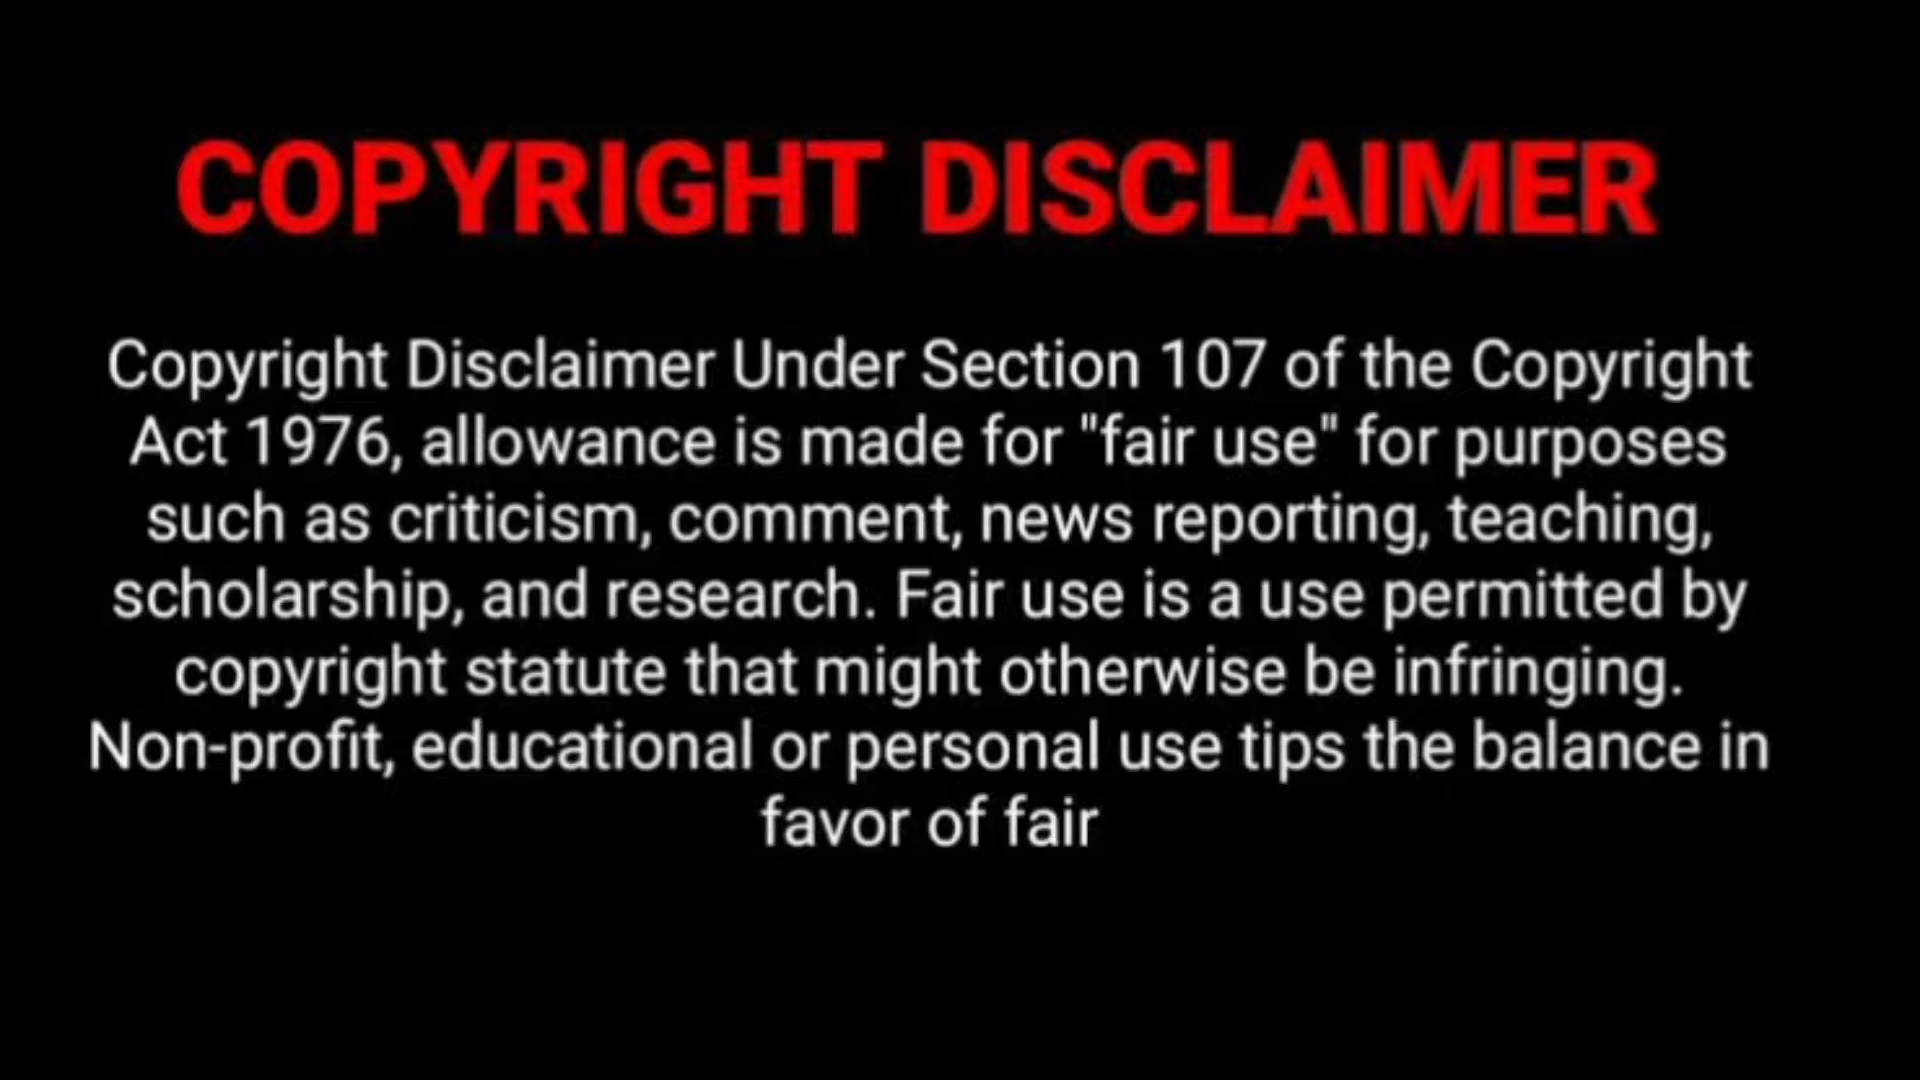 COPYRIGHT DISCLAIMER
Copyright Disclaimer Under Section 107 of the Copyright
Act 1976, allowance is made for "fair use" for purposes
such as criticism, comment, news reporting, teaching,
scholarship, and research. Fair use is a use permitted by
copyright statute that might otherwise be infringing.
Non-profit, educational or personal use tips the balance in
favor of fair